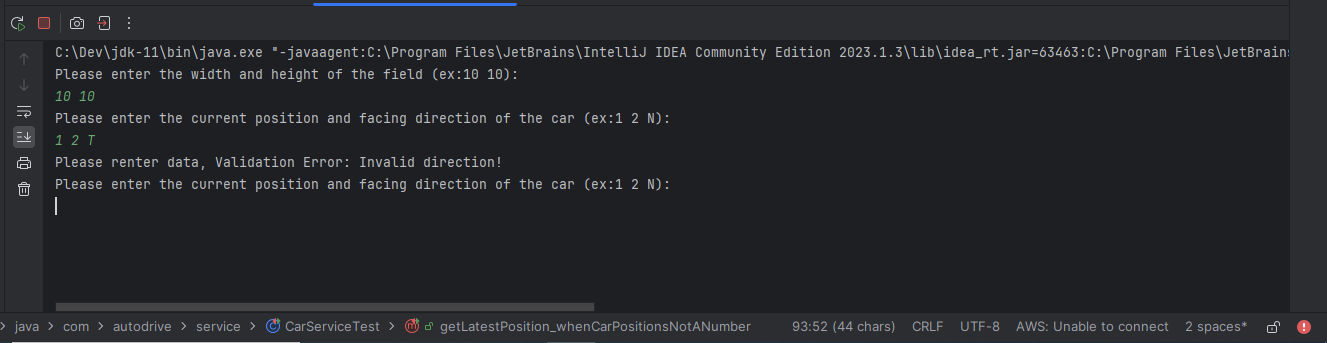 C:\Dev\jdk-11\bin\java.exe "-javaagent:C:\Program Files\JetBrains\IntelliJ IDEA Community Edition 2023.1.3\lib\idea_rt.jar=63463:C:\Program Files\JetBrains
Please enter the width and height of the field (ex:10 10):
10 10
Please enter the current position and facing direction of the car (ex:1 2 N):
1 2 T
Please renter data, Validation Error: Invalid direction!
Please enter the current position and facing direction of the car (ex:1 2 N):
java > com > autodrive > service > CarServiceTest > getLatestPosition_whenCarPositionsNotANumber 93:52 (44 chars) CRLF UTF-8 AWS: Unable to connect 2 spaces*